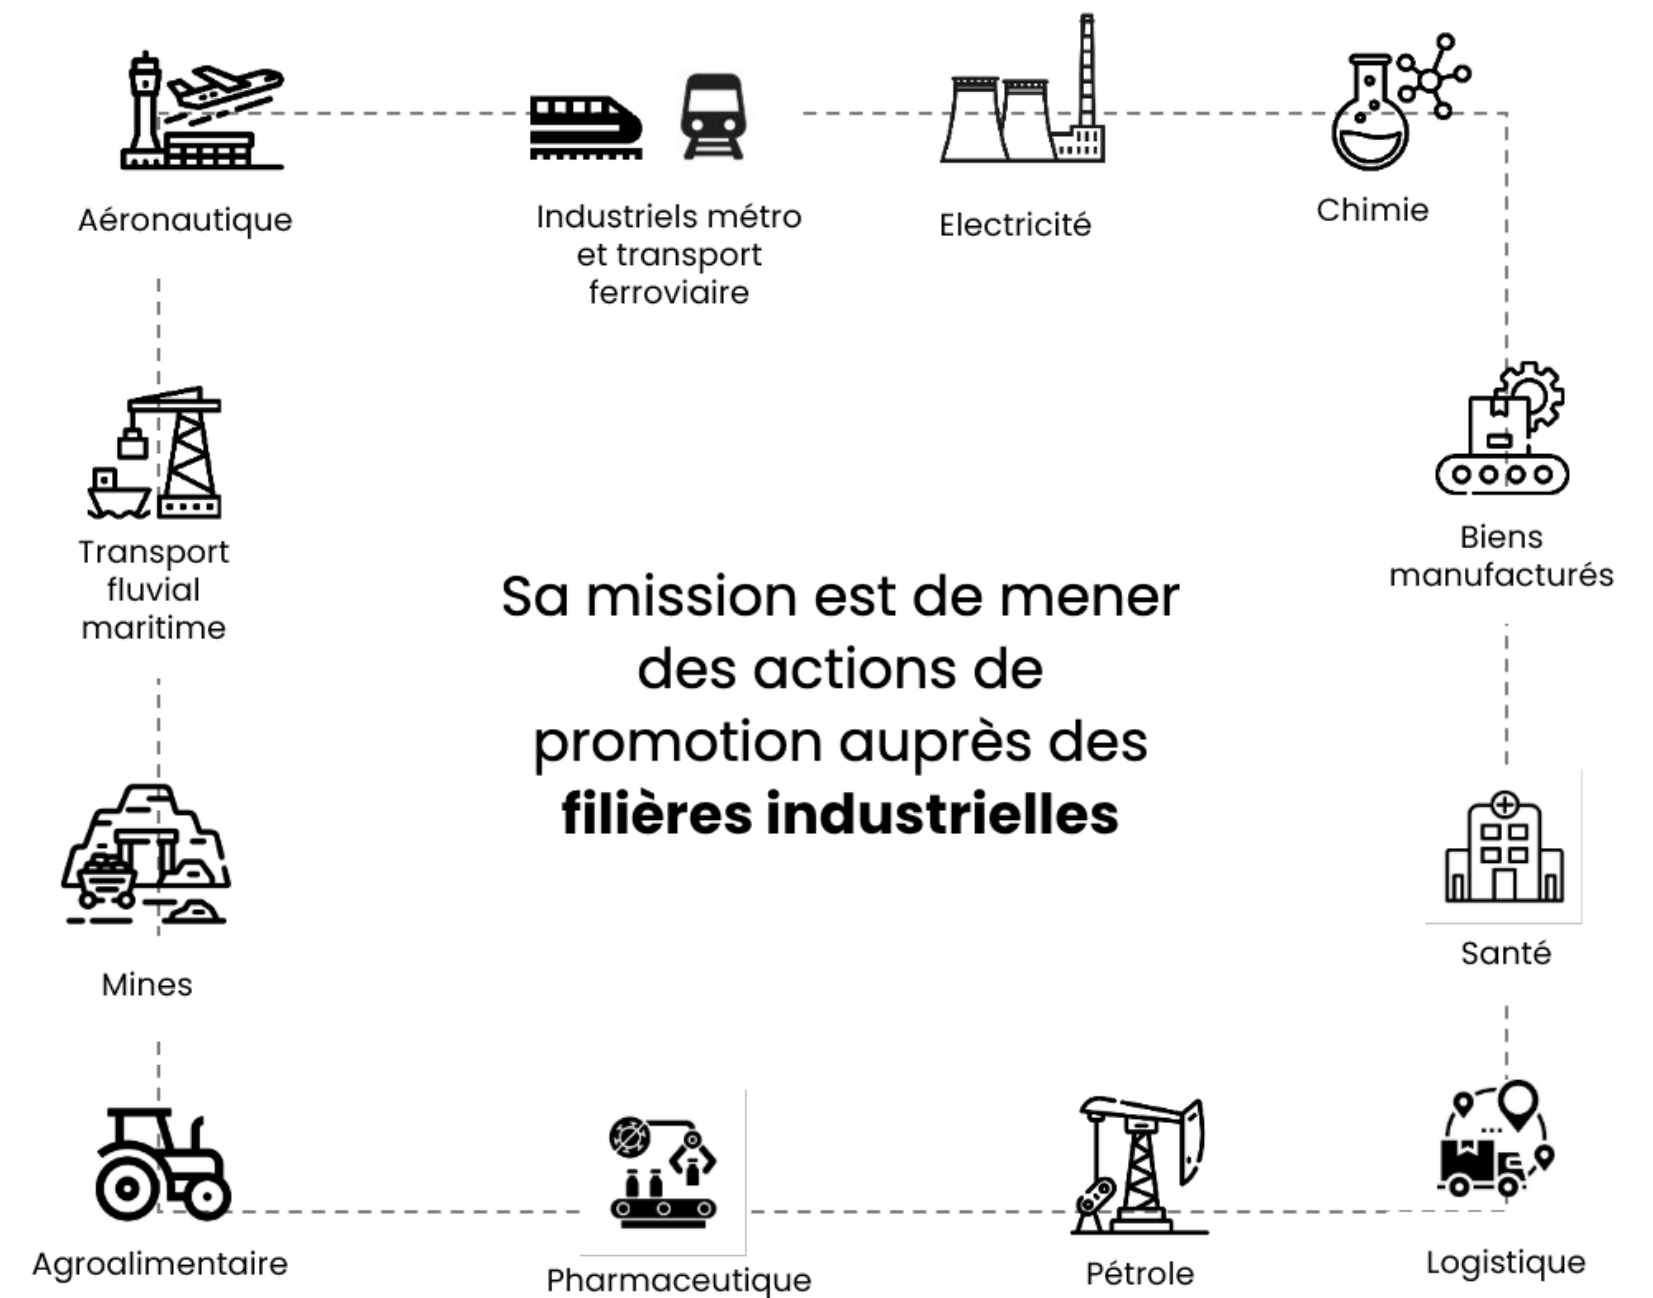 Aéronautique
Industriels métro
et transport
ferroviaire
Electricité
Chimie
Transport
fluvial
maritime
Biens
manufacturés
Sa mission est de mener
des actions de
promotion auprès des
filières industrielles
Mines
Santé
Agroalimentaire
Pharmaceutique
Pétrole
Logistique